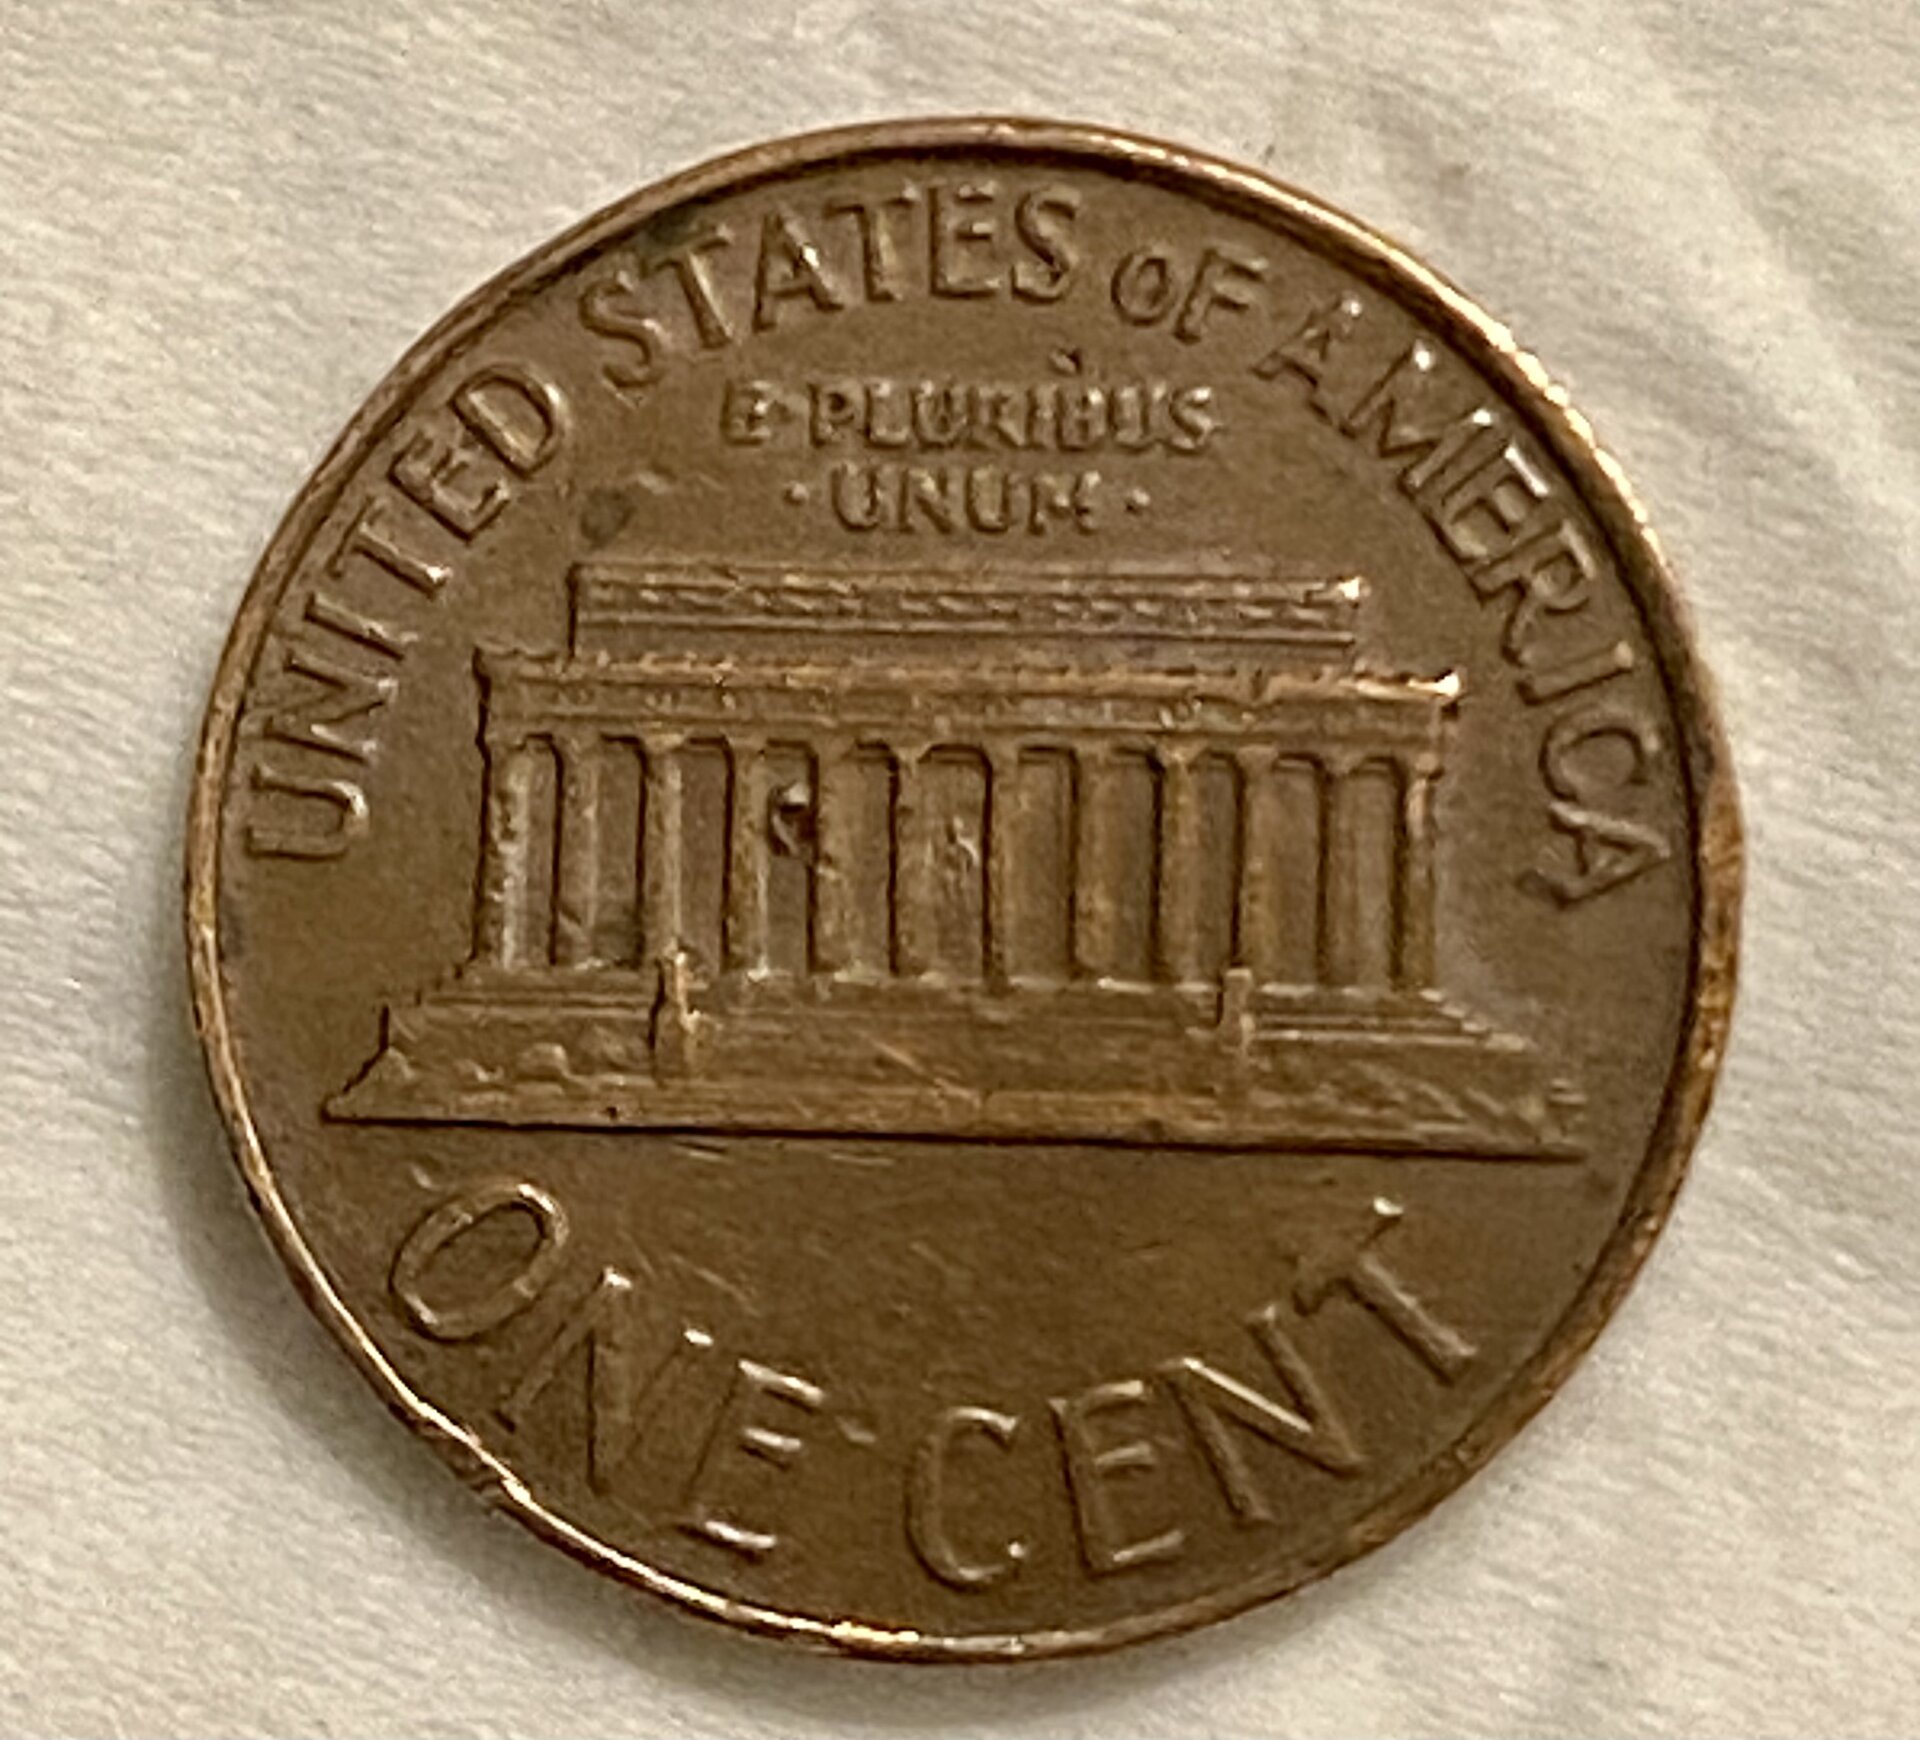 UNITED STATES OF AMERICA
E·PLURIBUS
·UNUM·
ONE CENT